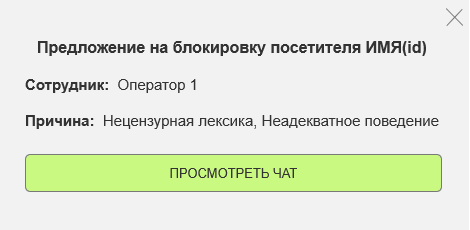 Предложение на блокировку посетителя ИМЯ(id)
Сотрудник: Оператор 1
Причина: Нецензурная лексика, Неадекватное поведение
ПРОСМОТРЕТЬ ЧАТ